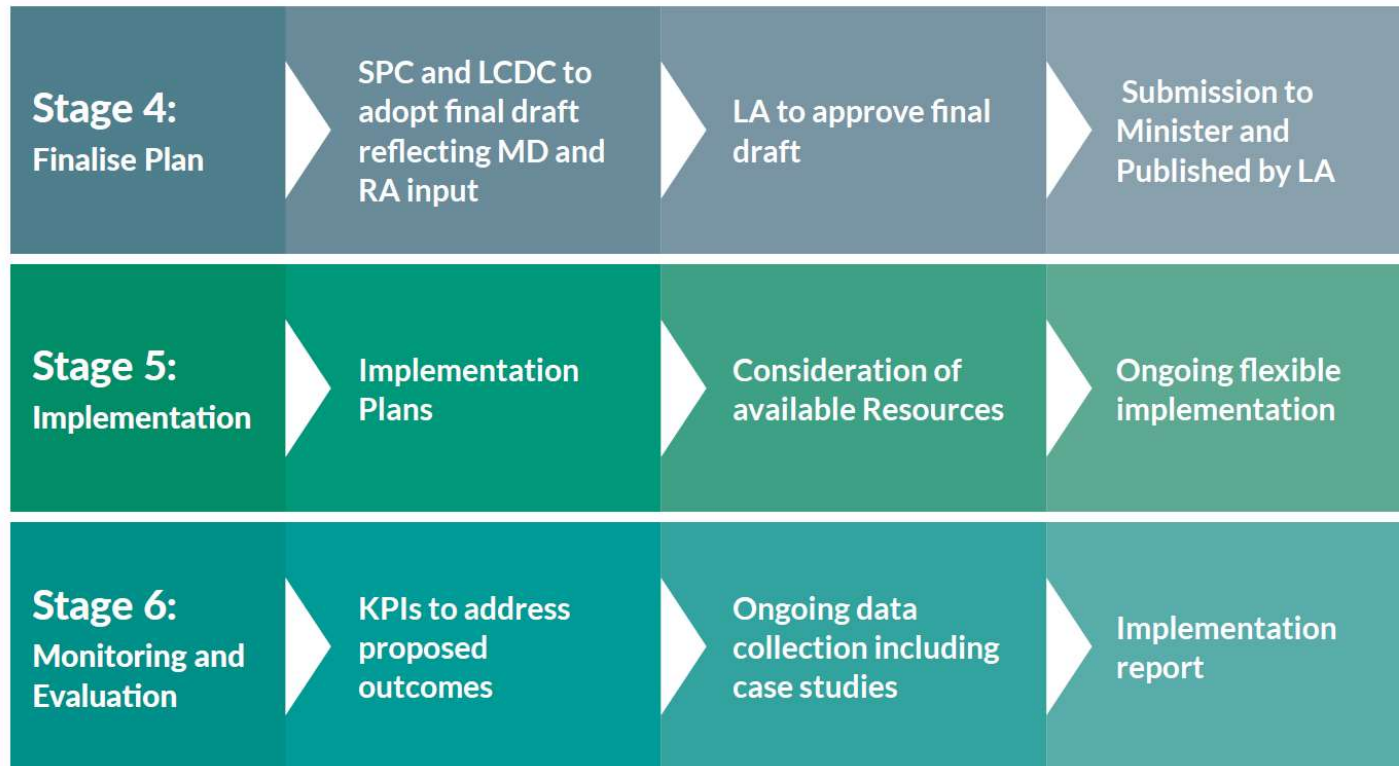 Stage 4:
Finalise Plan
SPC and LCDC to
adopt final draft
reflecting MD and
RA input
LA to approve final
draft
Submission to
Minister and
Published by LA
Stage 5:
Implementation
Implementation
Plans
Consideration of
available Resources
Ongoing flexible
implementation
Stage 6:
Monitoring and
Evaluation
KPIs to address
proposed
outcomes
Ongoing data
collection including
case studies
Implementation
report